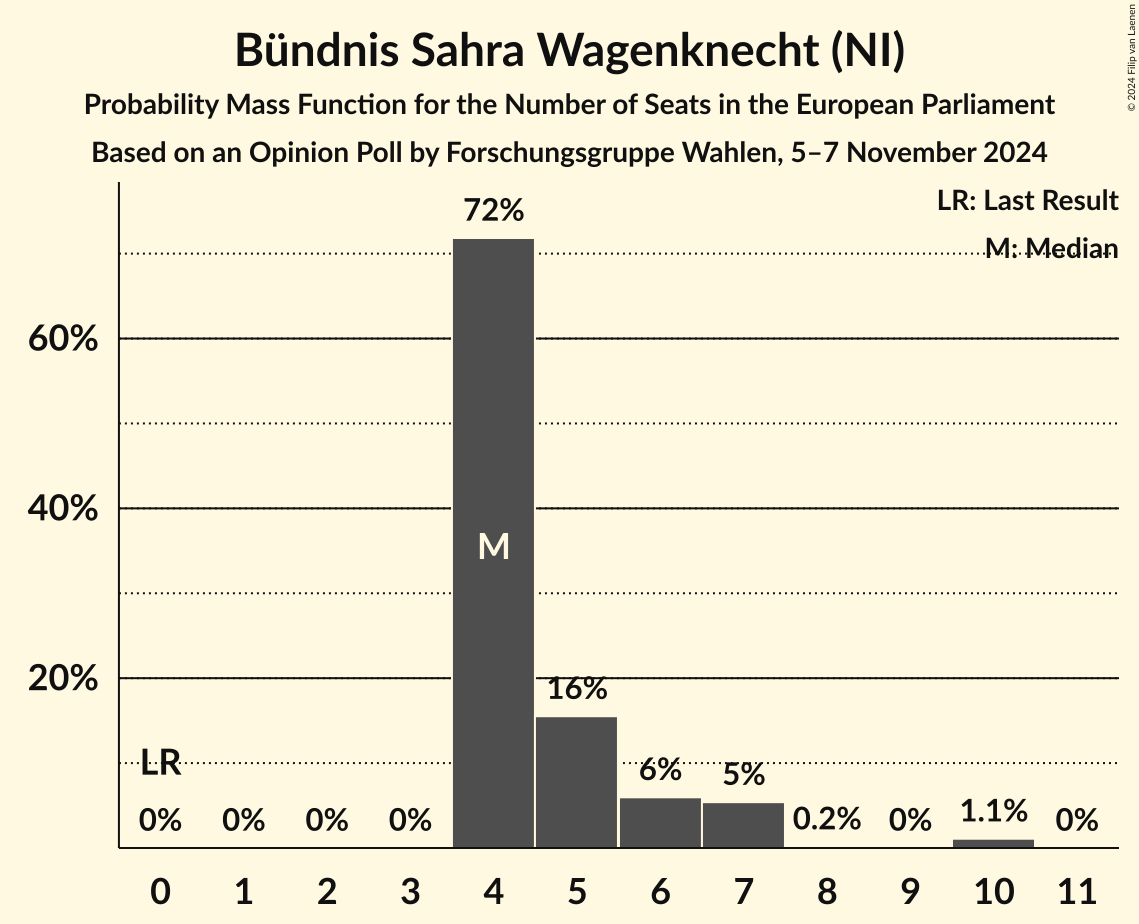 © 2024 Filip van Laenen
Bündnis Sahra Wagenknecht (NI)
Probability Mass Function for the Number of Seats in the European Parliament
Based on an Opinion Poll by Forschungsgruppe Wahlen, 5–7 November 2024
LR: Last Result
M: Median
72%
60%
40%
M
20%
16%
LR
6%
5%
0%
0%
0%
0%
0.2%
0%
1.1%
0%
0 1 2 3 4 5 6 7 8 9 10 11